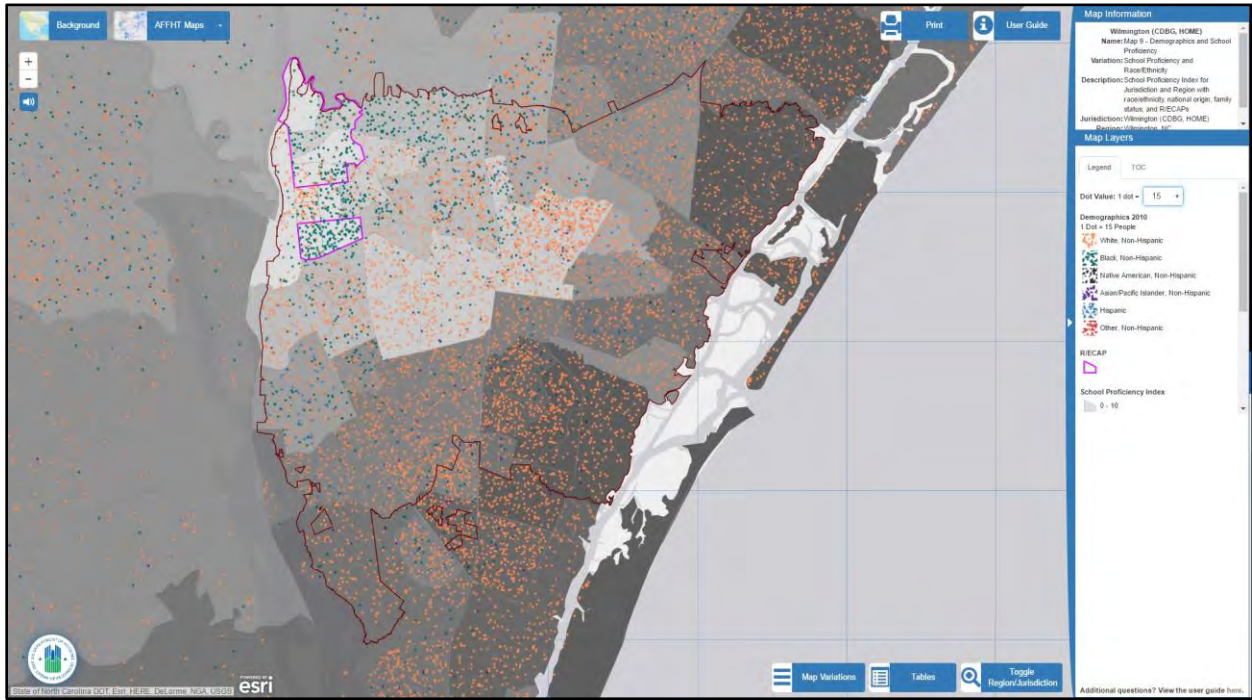 Background
AFFHT Maps
Print
User Guide
+
−
Map Information
Wilmington (CDBG, HOME)
Name: Map 9 - Demographics and School
Proficiency
Variation: School Proficiency and
Race/Ethnicity
Description: School Proficiency Index for
Jurisdiction and Region with
race/ethnicity, national origin, family
status, and R/ECAPs
Jurisdiction: Wilmington (CDBG, HOME)
Region: Wilmington, NC
Map Layers
Legend
TOC
Dot Value: 1 dot = 15
Demographics 2010
1 Dot = 15 People
White, Non-Hispanic
Black, Non-Hispanic
Native American, Non-Hispanic
Asian/Pacific Islander, Non-Hispanic
Hispanic
Other, Non-Hispanic
R/ECAP
School Proficiency Index
0 - 10
Map Variations
Tables
Toggle
Region/Jurisdiction
State of North Carolina DOT, Esri, HERE, DeLorme, NGA, USGS
POWERED BY
esri
Additional questions? View the user guide here.